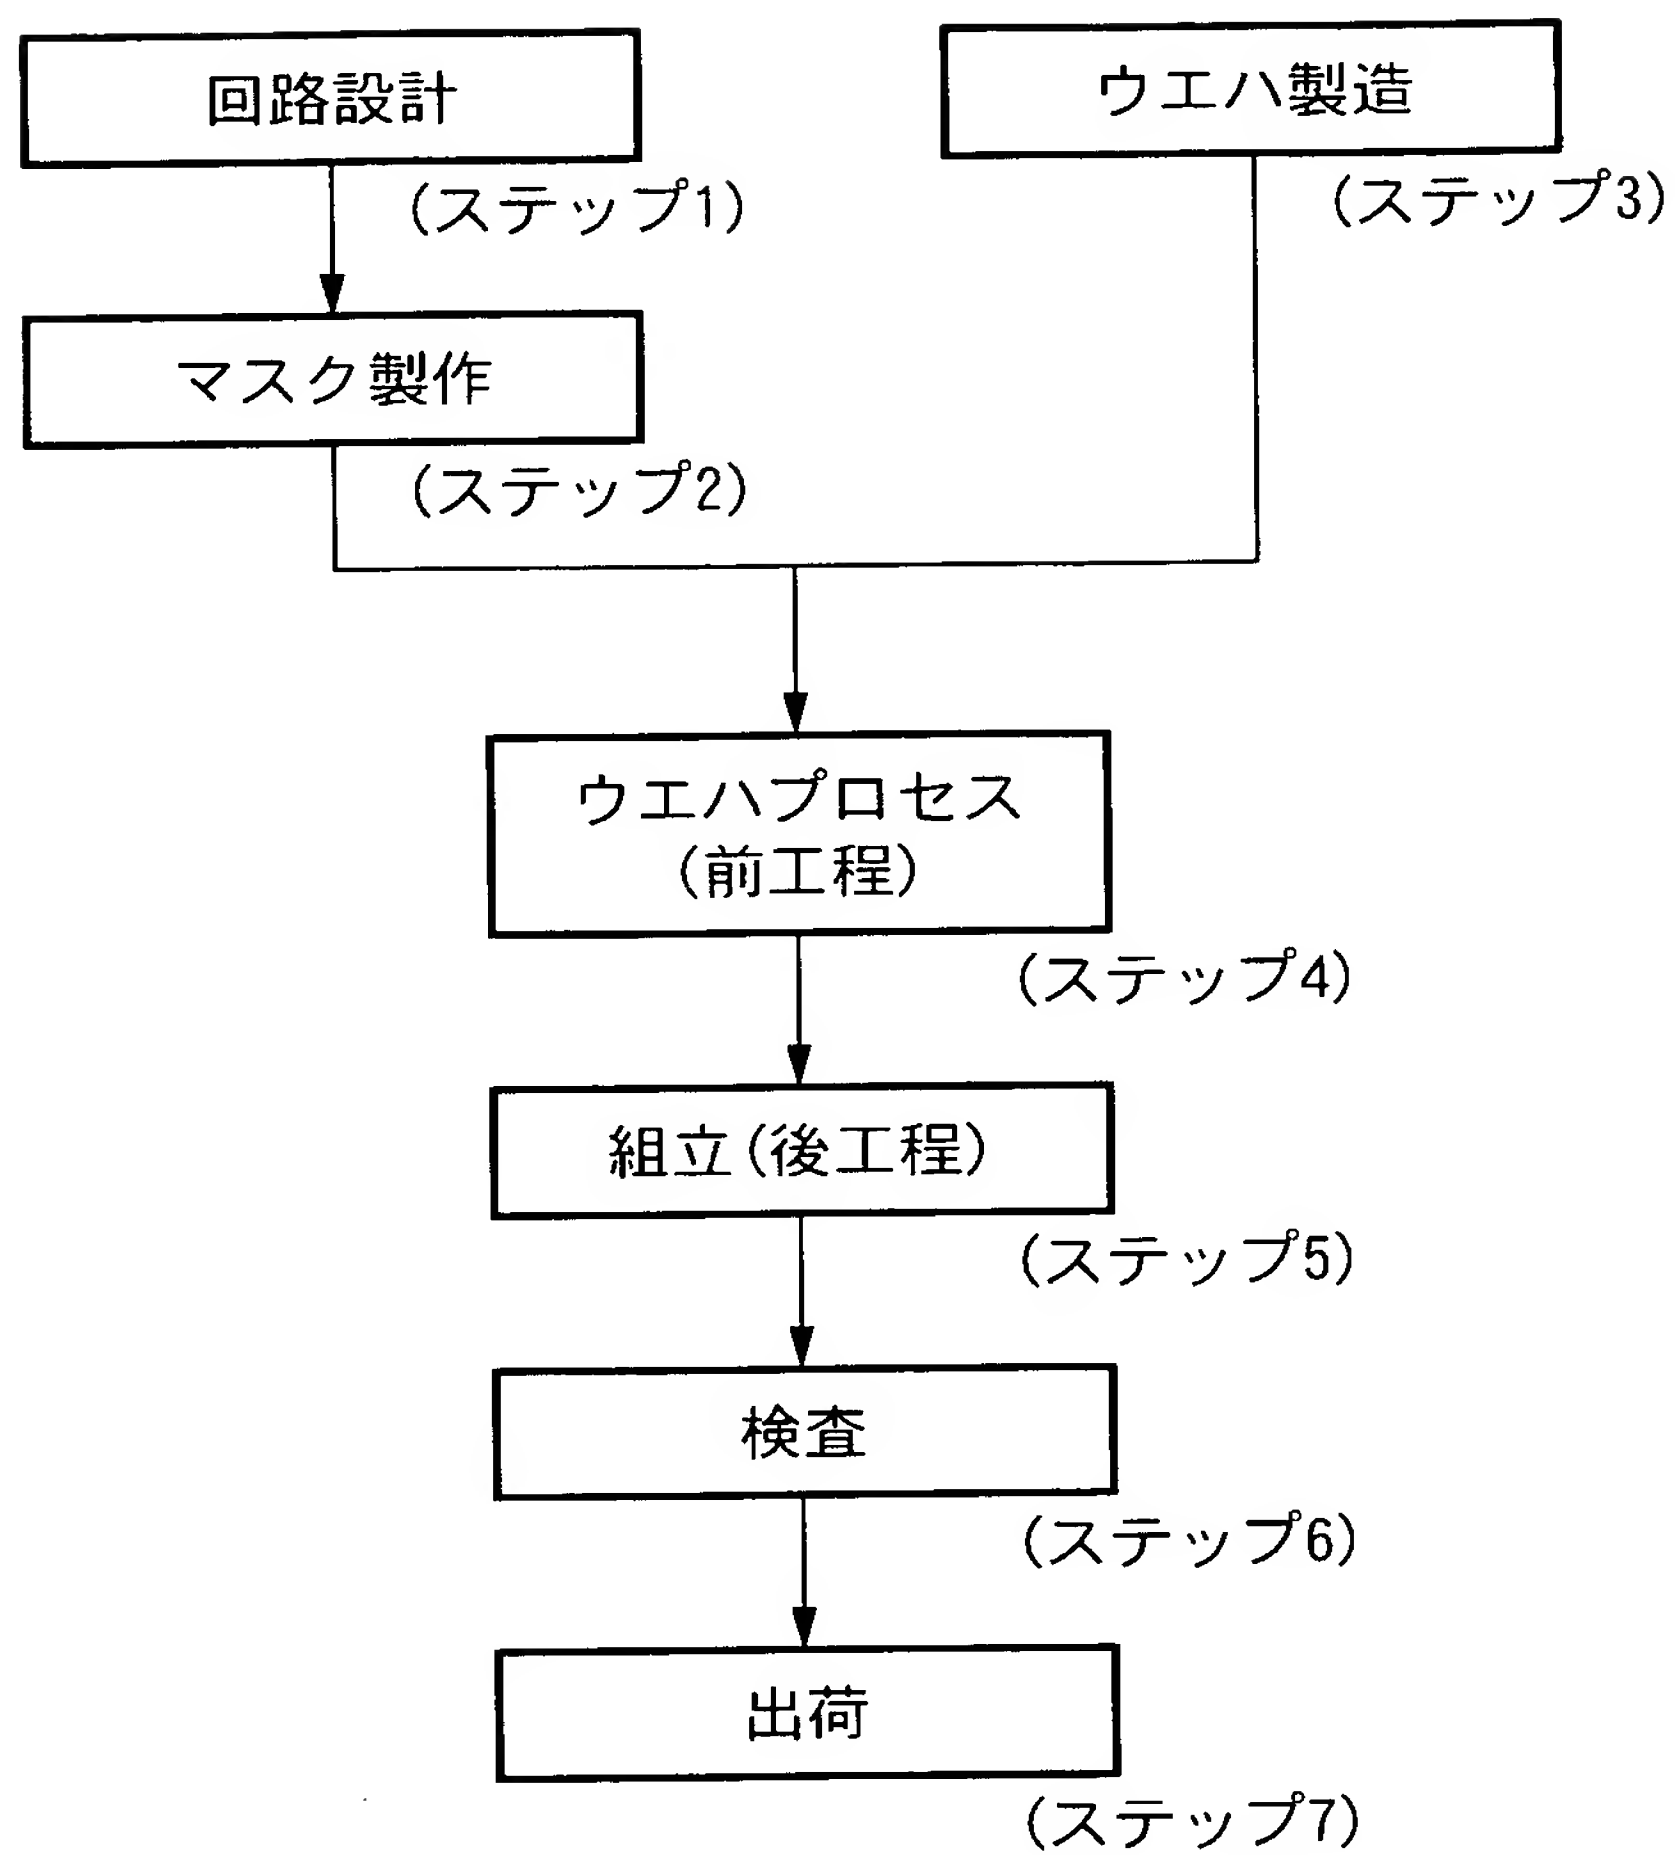 回路設計
(ステップ1)
マスク製作
(ステップ2)
ウエハ製造
(ステップ3)
ウエハプロセス
(前工程)
(ステップ4)
組立(後工程)
(ステップ5)
検査
(ステップ6)
出荷
(ステップ7)